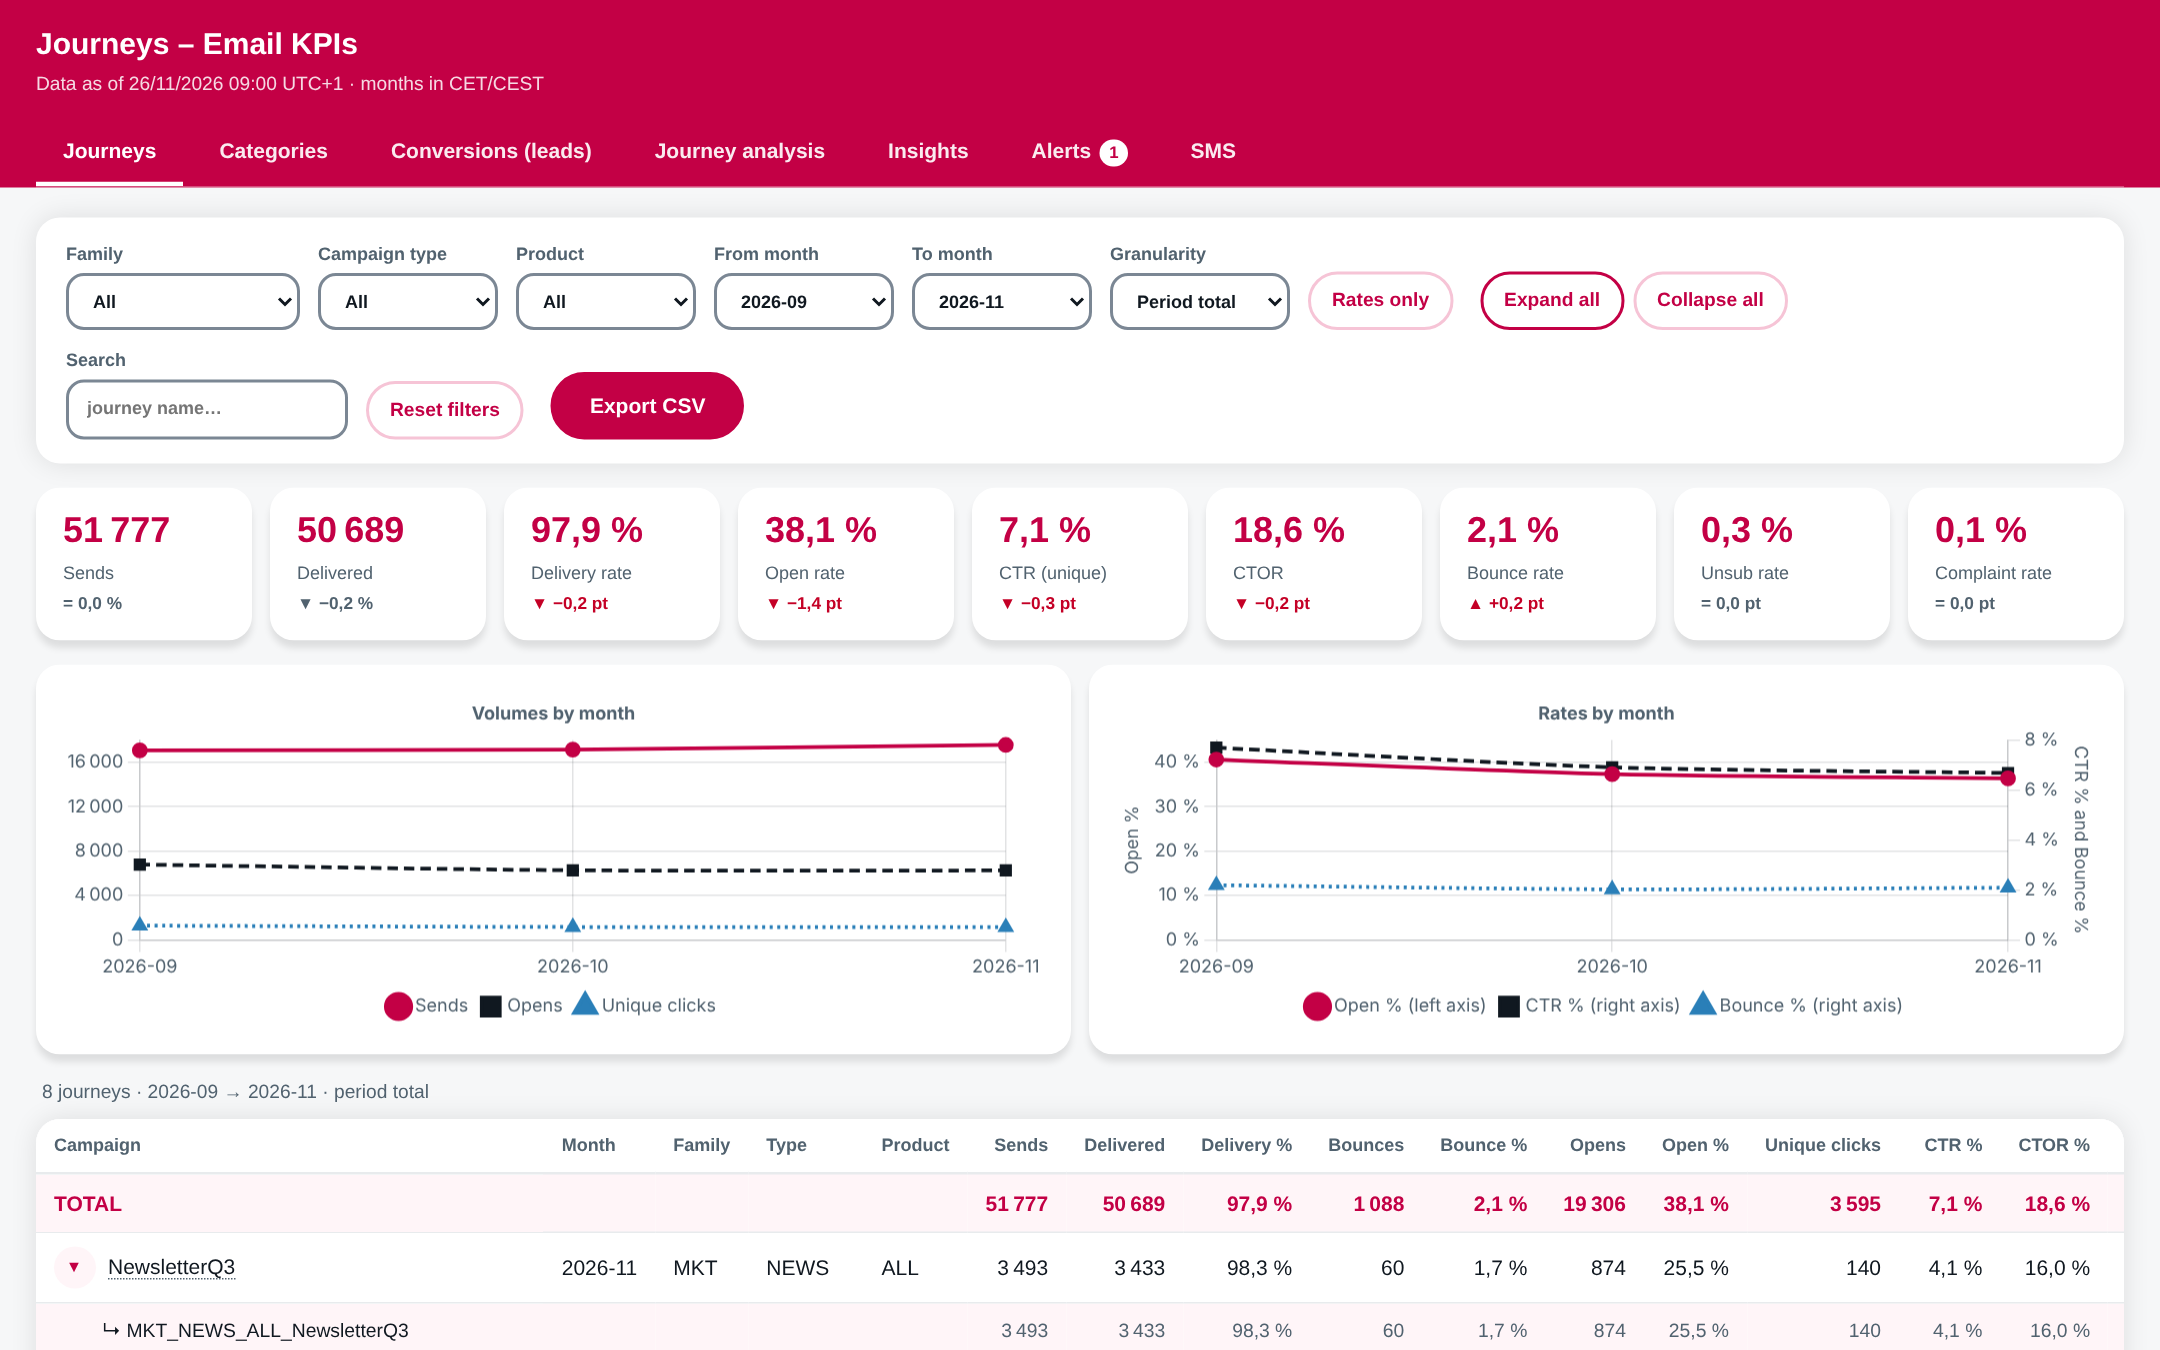 Journeys – Email KPIs
Data as of 26/11/2026 09:00 UTC+1 · months in CET/CEST
Journeys Categories Conversions (leads) Journey analysis Insights Alerts 1 SMS
Family Campaign type Product From month To month Granularity
All All All 2026-09 2026-11 Period total Rates only Expand all Collapse all
Search
journey name… Reset filters Export CSV
51 777 50 689 97,9 % 38,1 % 7,1 % 18,6 % 2,1 % 0,3 % 0,1 %
Sends Delivered Delivery rate Open rate CTR (unique) CTOR Bounce rate Unsub rate Complaint rate
= 0,0 % ▼ −0,2 % ▼ −0,2 pt ▼ −1,4 pt ▼ −0,3 pt ▼ −0,2 pt ▲ +0,2 pt = 0,0 pt = 0,0 pt
Volumes by month
16 000
12 000
8 000
4 000
0
2026-09 2026-10 2026-11
Sends Opens Unique clicks
Rates by month
Open %
40 %
30 %
20 %
10 %
0 %
8 %
6 %
4 %
2 %
0 %
CTR % and Bounce %
2026-09 2026-10 2026-11
Open % (left axis) CTR % (right axis) Bounce % (right axis)
8 journeys · 2026-09 → 2026-11 · period total
Campaign Month Family Type Product Sends Delivered Delivery % Bounces Bounce % Opens Open % Unique clicks CTR % CTOR %
TOTAL 51 777 50 689 97,9 % 1 088 2,1 % 19 306 38,1 % 3 595 7,1 % 18,6 %
▼ NewsletterQ3 2026-11 MKT NEWS ALL 3 493 3 433 98,3 % 60 1,7 % 874 25,5 % 140 4,1 % 16,0 %
↳ MKT_NEWS_ALL_NewsletterQ3 3 493 3 433 98,3 % 60 1,7 % 874 25,5 % 140 4,1 % 16,0 %